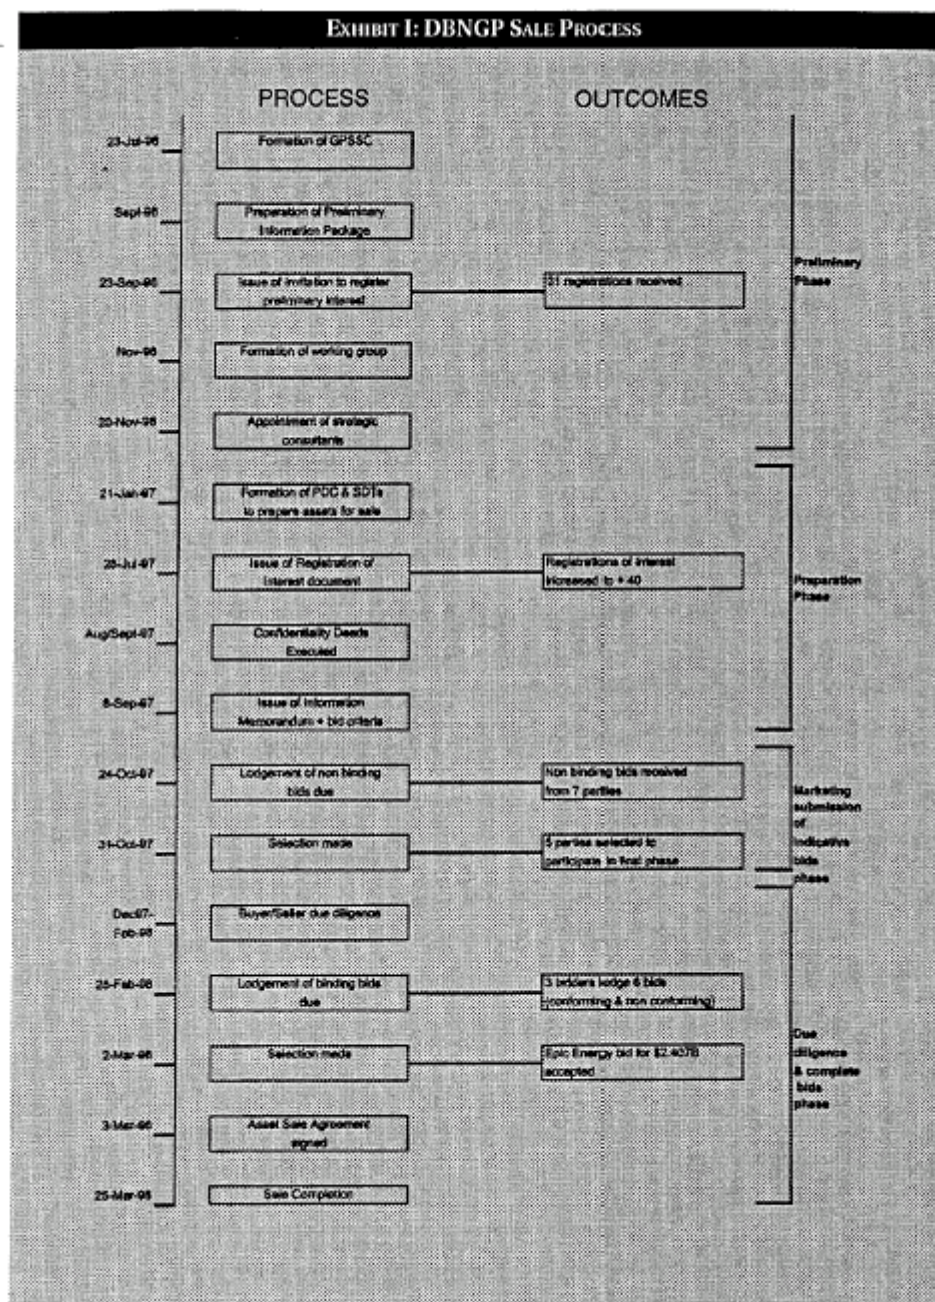 EXHIBIT I: DBNGP SALE PROCESS
PROCESS
OUTCOMES
23-Jul-96
Formation of GPSSC
Sept-96
Preparation of Preliminary
Information Package
23-Sep-96
Issue of invitation to register
preliminary interest
21 registrations received
Preliminary
Phase
Nov-96
Formation of working group
20-Nov-96
Appointment of strategic
consultants
21-Jan-97
Formation of PDC & SDTs
to prepare assets for sale
Issue of Registration of
Interest document
Registrations of interest
increased to + 40
Preparation
Phase
Aug/Sept-97
Confidentiality Deeds
Executed
8-Sep-97
Issue of Information
Memorandum + bid criteria
24-Oct-97
Lodgement of non binding
bids due
Non binding bids received
from 7 parties
Marketing
submission
of
indicative
bids
phase
31-Oct-97
Selection made
5 parties selected to
participate in final phase
Dec97-
Feb-98
Buyer/Seller due diligence
Lodgement of binding bids
due
3 bidders lodge 6 bids
(conforming & non conforming)
Due
diligence
& complete
bids
phase
2-Mar-98
Selection made
Epic Energy bid for $2.407B
accepted
3-Mar-98
Asset Sale Agreement
signed
25-Mar-98
Sale Completion